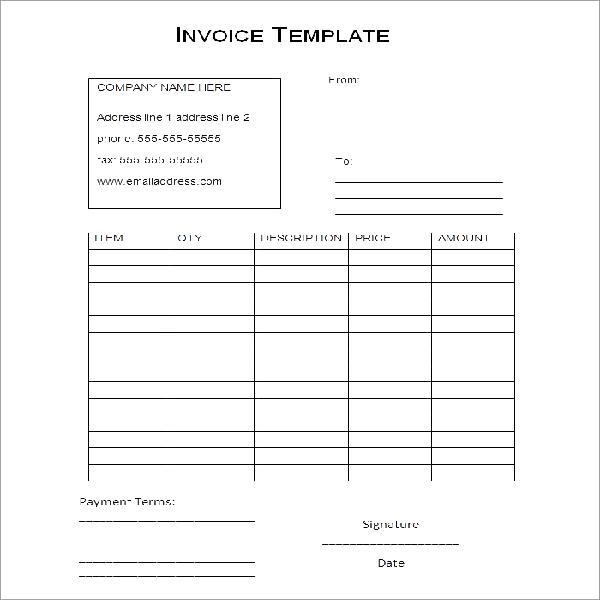 INVOICE TEMPLATE
COMPANY NAME HERE
Address line 1 address line 2
phone: 555-555-55555
fax: 555-555-55555
www.emailaddress.com
From:
To:
ITEM QTY DESCRIPTION PRICE AMOUNT
Payment Terms:
Signature
Date